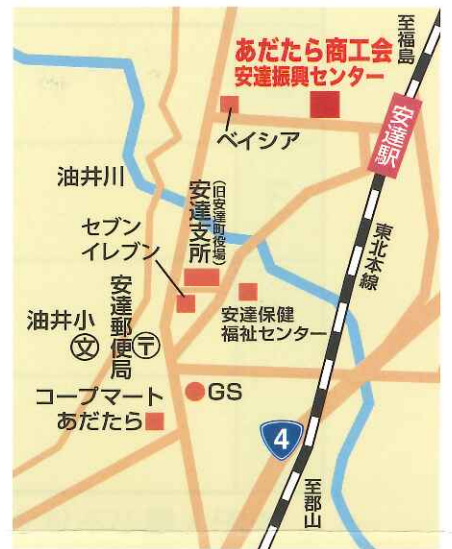 至福島
あだたら商工会
安達振興センター
安達駅
ベイシア
油井川
(旧安達町役場)
安達支所
セブン
イレブン
東北本線
安達保健
福祉センター
安達郵便局
油井小
文
〒
コープマート
あだたら
GS
4
至郡山